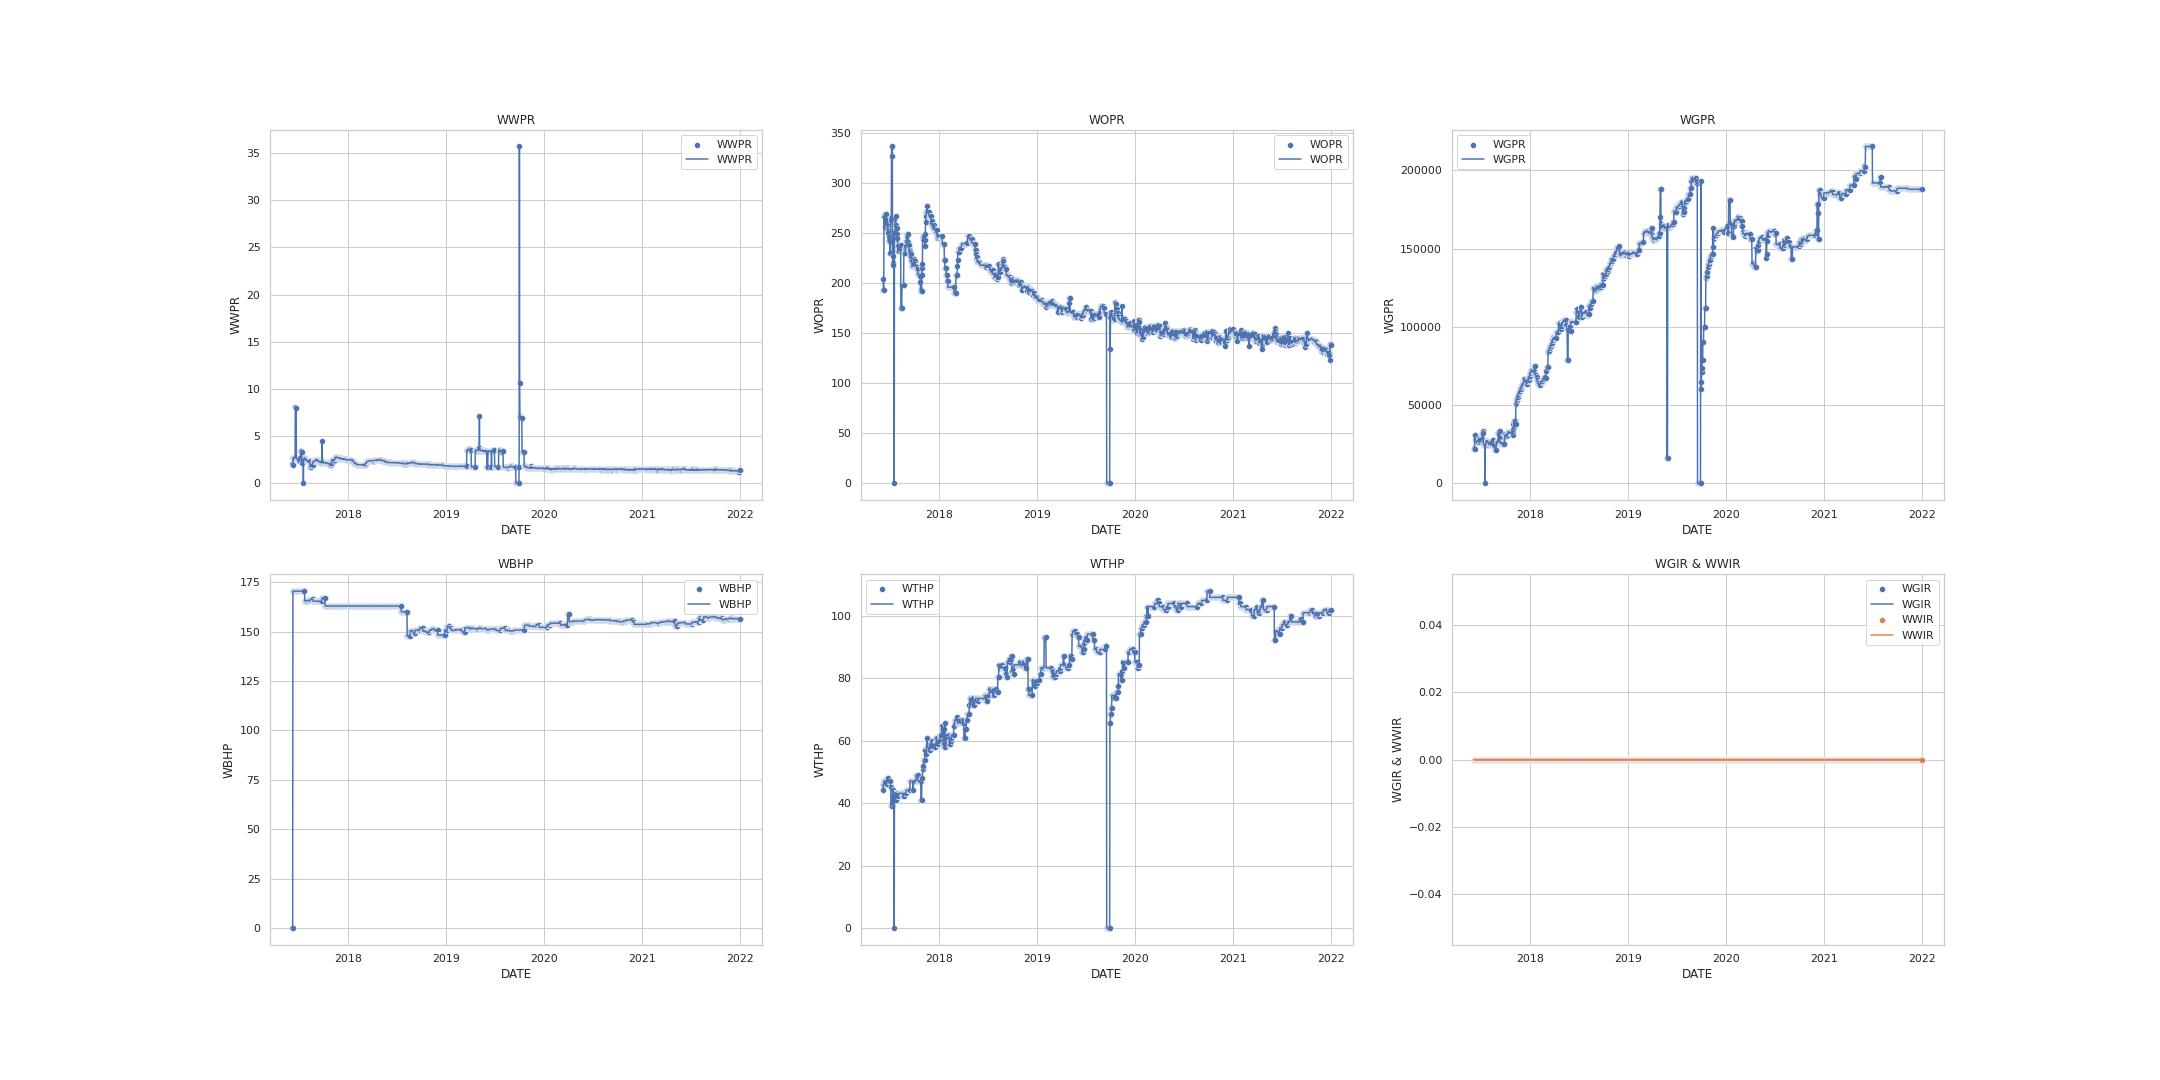 WWPR
WWPR
WWPR
WWPR
35
30
25
20
15
10
5
0
2018 2019 2020 2021 2022
DATE
WOPR
WOPR
WOPR
WOPR
350
300
250
200
150
100
50
0
2018 2019 2020 2021 2022
DATE
WGPR
WGPR
WGPR
WGPR
200000
150000
100000
50000
0
2018 2019 2020 2021 2022
DATE
WBHP
WBHP
WBHP
WBHP
175
150
125
100
75
50
25
0
2018 2019 2020 2021 2022
DATE
WTHP
WTHP
WTHP
WTHP
100
80
60
40
20
0
2018 2019 2020 2021 2022
DATE
WGIR & WWIR
WGIR
WGIR
WWIR
WWIR
WGIR & WWIR
0.04
0.02
0.00
−0.02
−0.04
2018 2019 2020 2021 2022
DATE